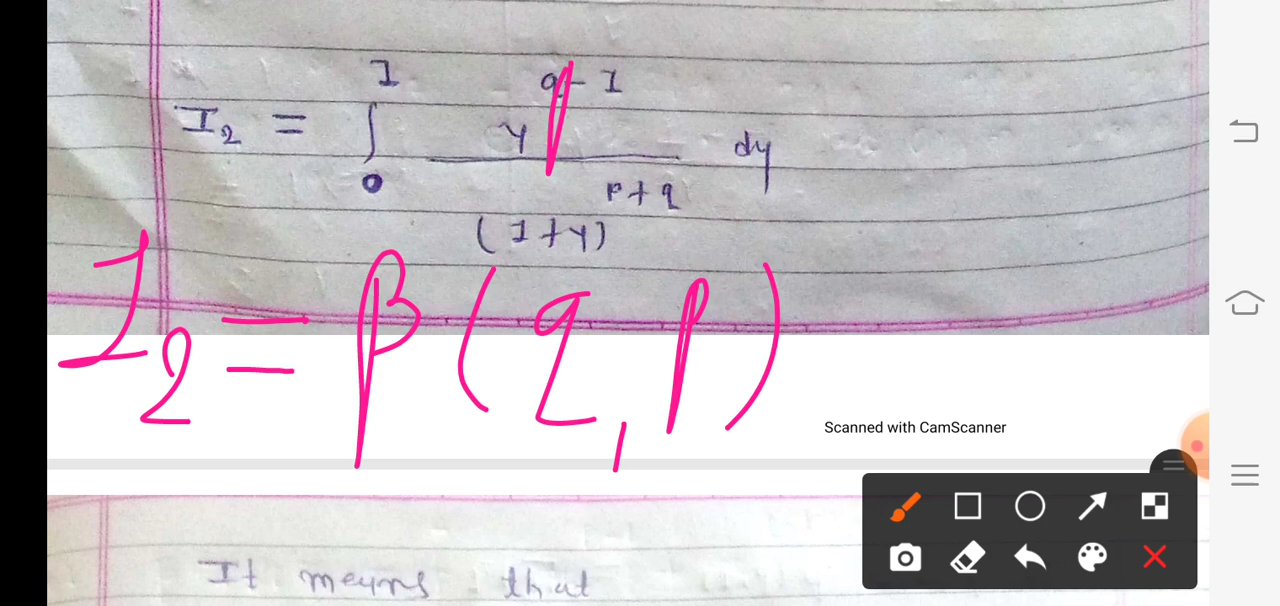 I₂ = ∫₀¹ y^(q-1) / (1+y)^(p+q) dy
I₂ = β(q, p)
Scanned with CamScanner
It means that